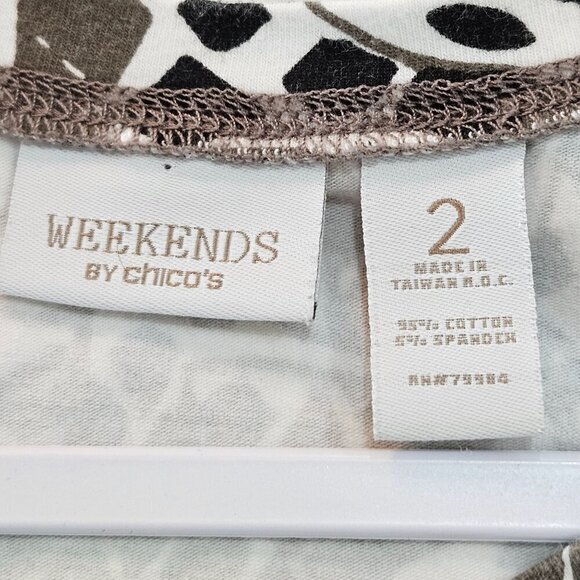 WEEKENDS
BY chico's
2
MADE IN
TAIWAN R.O.C.
95% COTTON
5% SPANDEX
RN#79984